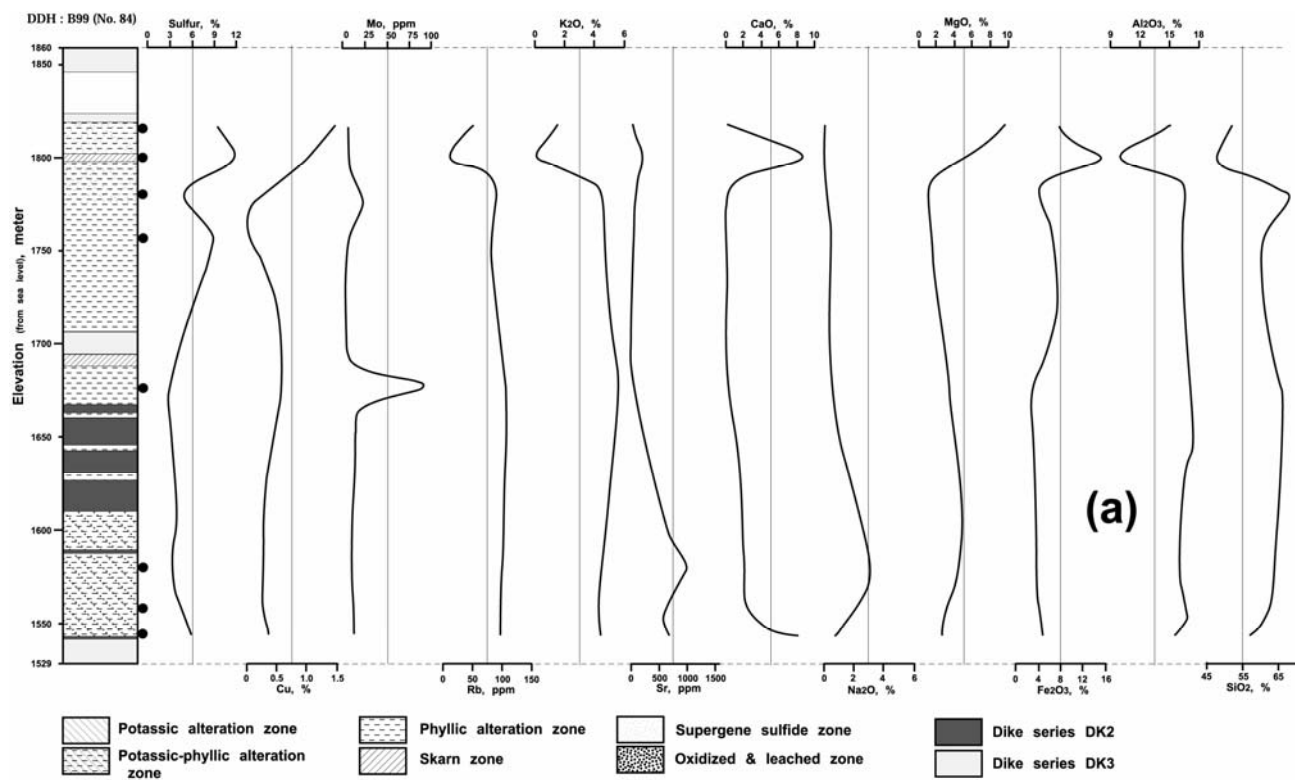 DDH : B99 (No. 84)
Sulfur, %
0 3 6 9 12
Mo, ppm
0 25 50 75 100
K2O, %
0 2 4 6
CaO, %
0 2 4 6 8 10
MgO, %
0 2 4 6 8 10
Al2O3, %
9 12 15 18
Elevation (from sea level), meter
1860
1850
1800
1750
1700
1650
1600
1550
1529
(a)
0 0.5 1.0 1.5
Cu, %
0 50 100 150
Rb, ppm
0 500 1000 1500
Sr, ppm
0 2 4 6
Na2O, %
0 4 8 12 16
Fe2O3, %
45 55 65
SiO2, %
Potassic alteration zone
Potassic-phyllic alteration
zone
Phyllic alteration zone
Skarn zone
Supergene sulfide zone
Oxidized & leached zone
Dike series DK2
Dike series DK3